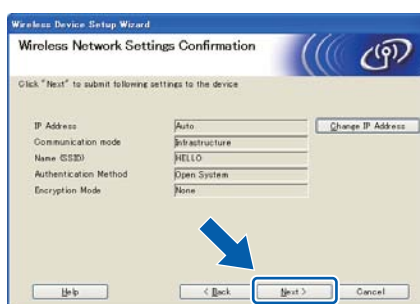 Wireless Device Setup Wizard
Wireless Network Settings Confirmation
Click "Next" to submit following settings to the device
IP Address Auto Change IP Address
Communication mode Infrastructure
Name (SSID) HELLO
Authentication Method Open System
Encryption Mode None
Help < Back Next > Cancel